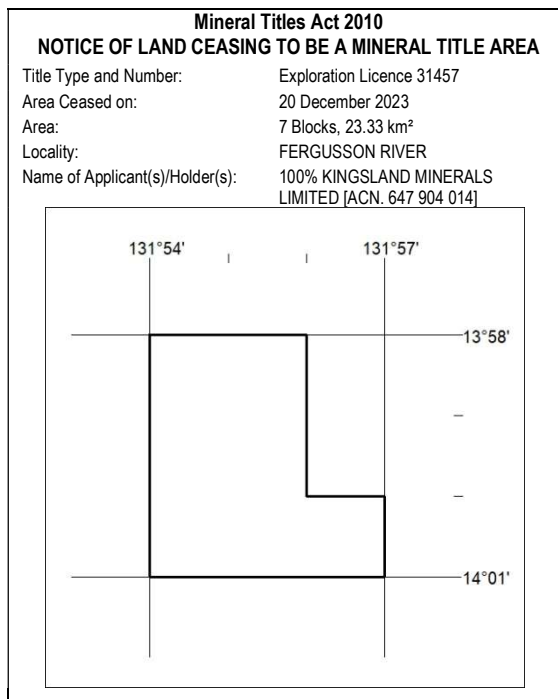 Mineral Titles Act 2010
NOTICE OF LAND CEASING TO BE A MINERAL TITLE AREA
Title Type and Number: Exploration Licence 31457
Area Ceased on: 20 December 2023
Area: 7 Blocks, 23.33 km²
Locality: FERGUSSON RIVER
Name of Applicant(s)/Holder(s): 100% KINGSLAND MINERALS
LIMITED [ACN. 647 904 014]
131°54' 131°57'
13°58'
14°01'